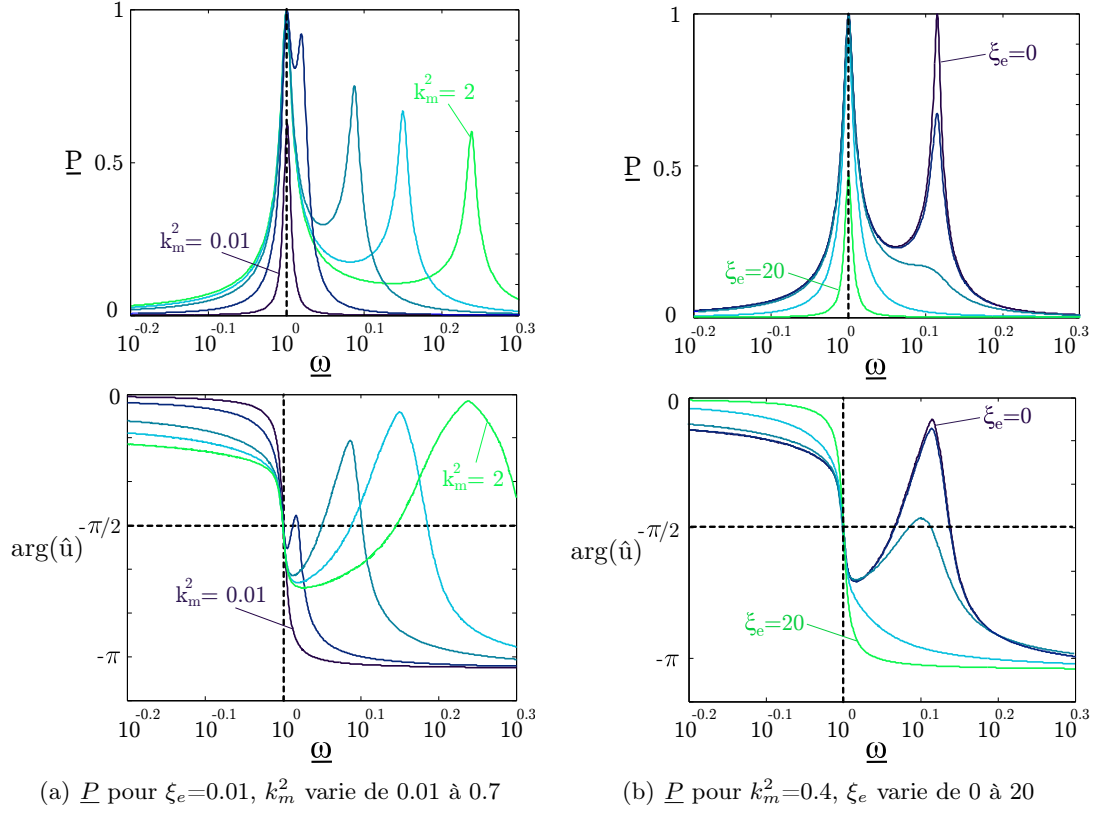 1
0.5
0
P
k_m^2 = 2
k_m^2 = 0.01
10^-0.2 10^-0.1 10^0 10^0.1 10^0.2 10^0.3
ω
1
0.5
0
P
ξ_e=0
ξ_e=20
10^-0.2 10^-0.1 10^0 10^0.1 10^0.2 10^0.3
ω
0
-π/2
-π
arg(û)
k_m^2 = 2
k_m^2 = 0.01
10^-0.2 10^-0.1 10^0 10^0.1 10^0.2 10^0.3
ω
0
-π/2
-π
arg(û)
ξ_e=0
ξ_e=20
10^-0.2 10^-0.1 10^0 10^0.1 10^0.2 10^0.3
ω
(a) P pour ξ_e=0.01, k_m^2 varie de 0.01 à 0.7
(b) P pour k_m^2=0.4, ξ_e varie de 0 à 20